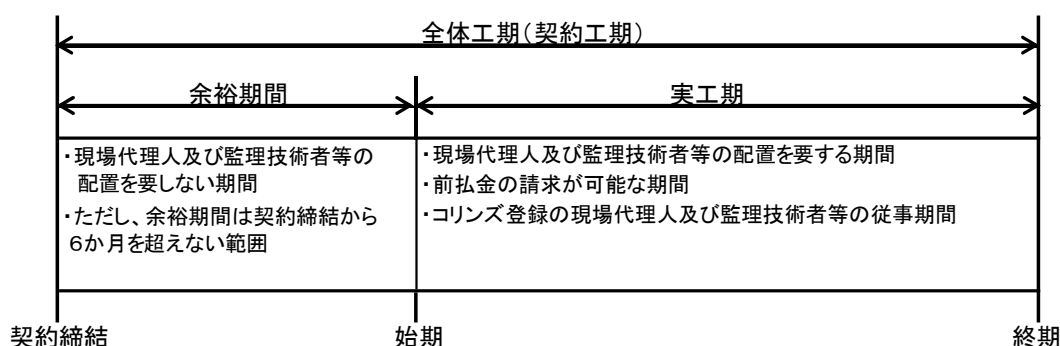 全体工期(契約工期)
余裕期間
実工期
・現場代理人及び監理技術者等の
配置を要しない期間
・ただし、余裕期間は契約締結から
６か月を超えない範囲
・現場代理人及び監理技術者等の配置を要する期間
・前払金の請求が可能な期間
・コリンズ登録の現場代理人及び監理技術者等の従事期間
契約締結
始期
終期